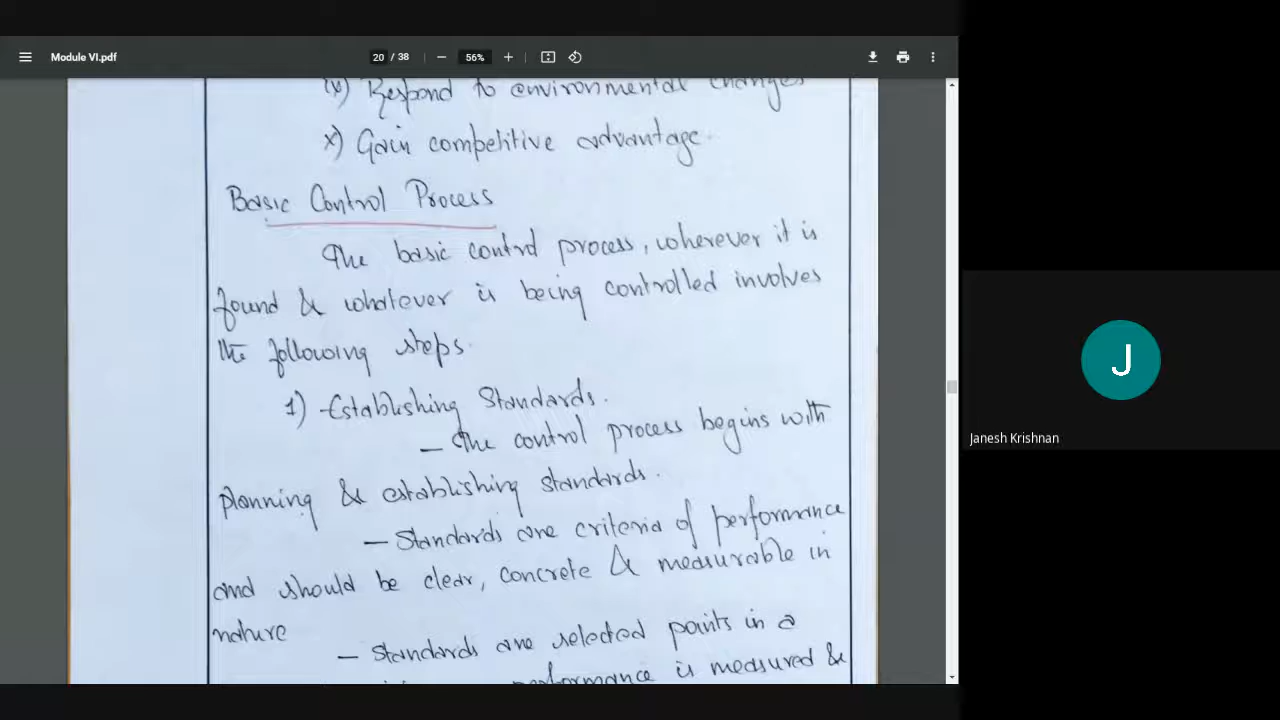 Module VI.pdf
20 / 38
56%
ix) Respond to environmental changes
x) Gain competitive advantage.
Basic Control Process
The basic control process, wherever it is
found & whatever is being controlled involves
the following steps.
1) Establishing Standards.
— The control process begins with
planning & establishing standards.
— Standards are criteria of performance
and should be clear, concrete & measurable in
nature
— Standards are selected points in a
performance is measured &
J
Janesh Krishnan